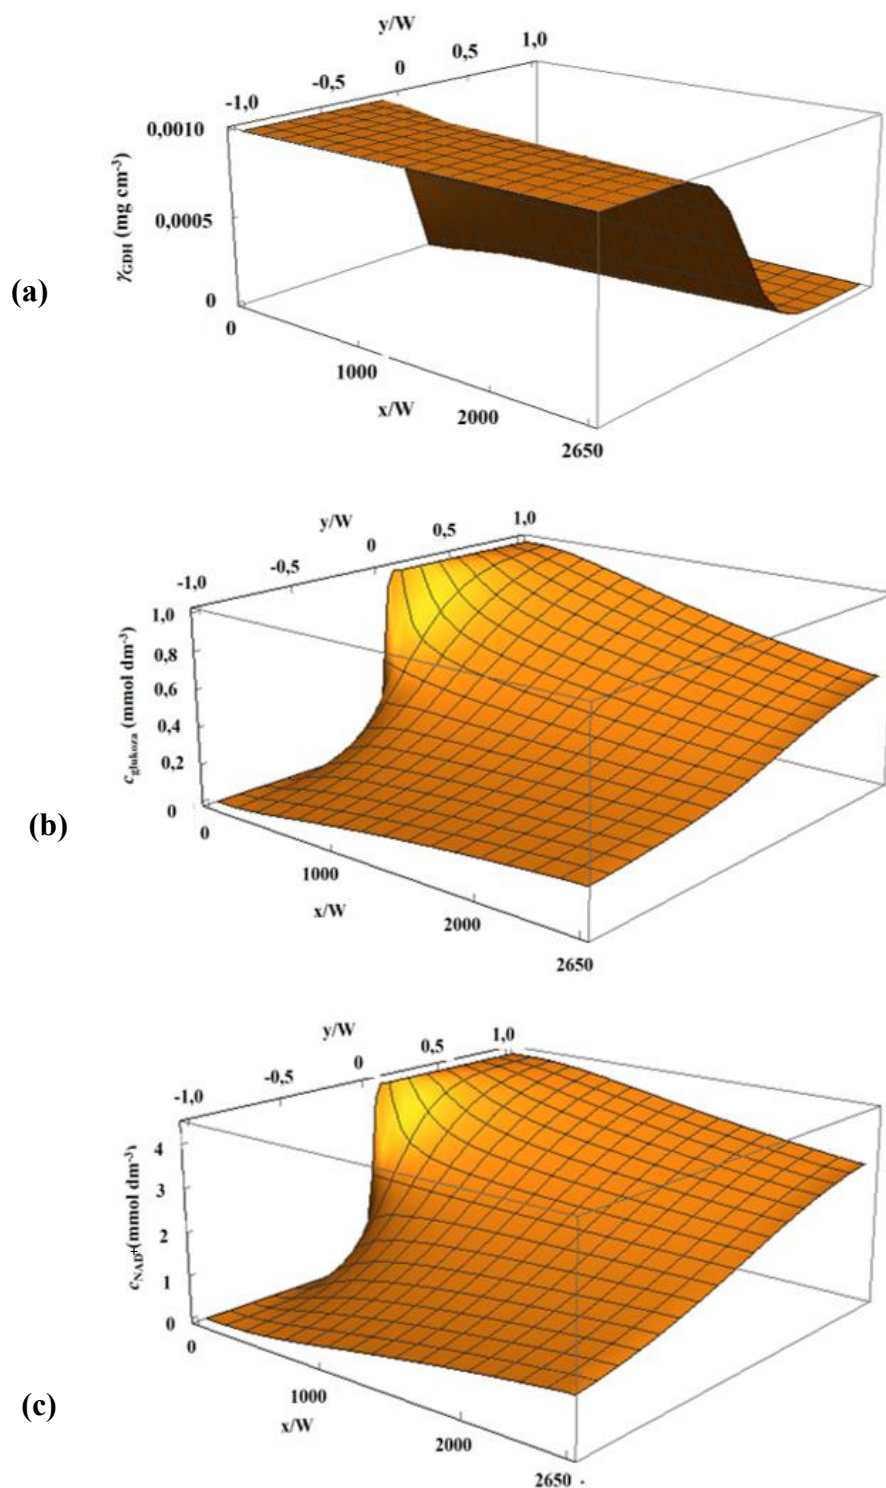 y/W
-1,0 -0,5 0 0,5 1,0
0,0010
0,0005
0
γGDH (mg cm-3)
(a)
0
1000
2000
2650
x/W
y/W
-1,0 -0,5 0 0,5 1,0
1,0
0,8
0,6
0,4
0,2
0
cglukoza (mmol dm-3)
(b)
0
1000
2000
2650
x/W
y/W
-1,0 -0,5 0 0,5 1,0
4
3
2
1
0
cNAD+(mmol dm-3)
(c)
0
1000
2000
2650 .
x/W